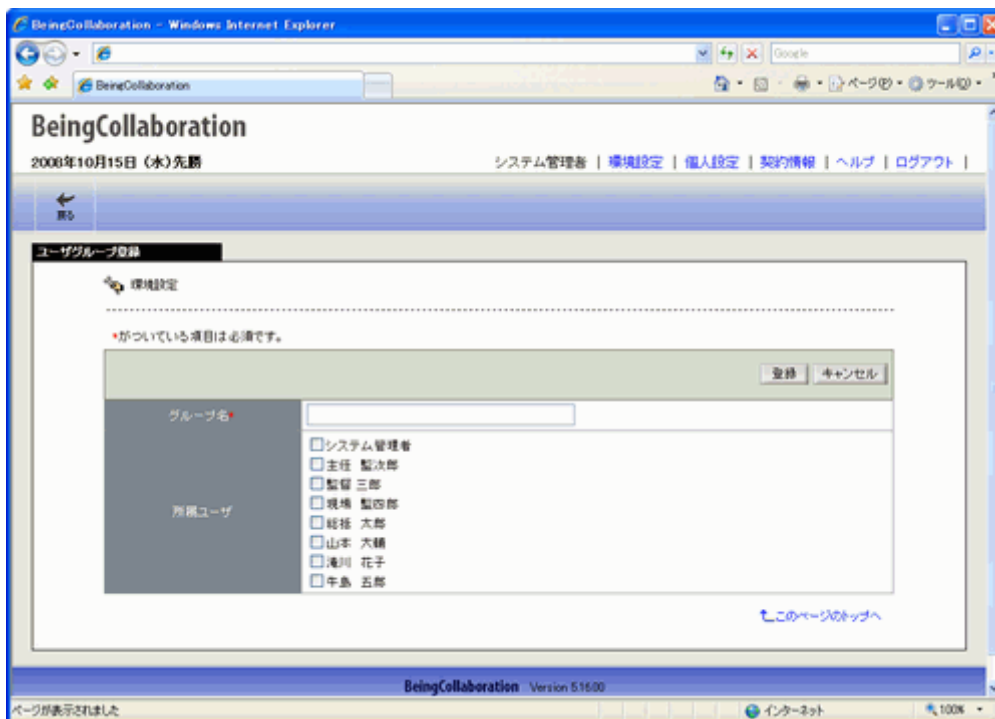 BeingCollaboration - Windows Internet Explorer
Google
BeingCollaboration
ページ(P)
ツール(O)
BeingCollaboration
2008年10月15日 (水)先勝
システム管理者 | 環境設定 | 個人設定 | 契約情報 | ヘルプ | ログアウト |
戻る
ユーザグループ登録
環境設定
*がついている項目は必須です。
登録 キャンセル
グループ名*
所属ユーザ
システム管理者
主任 監次郎
監督 三郎
現場 監四郎
総括 太郎
山本 大輔
滝川 花子
牛島 五郎
このページのトップへ
BeingCollaboration Version 5.16.00
ページが表示されました
インターネット
100%